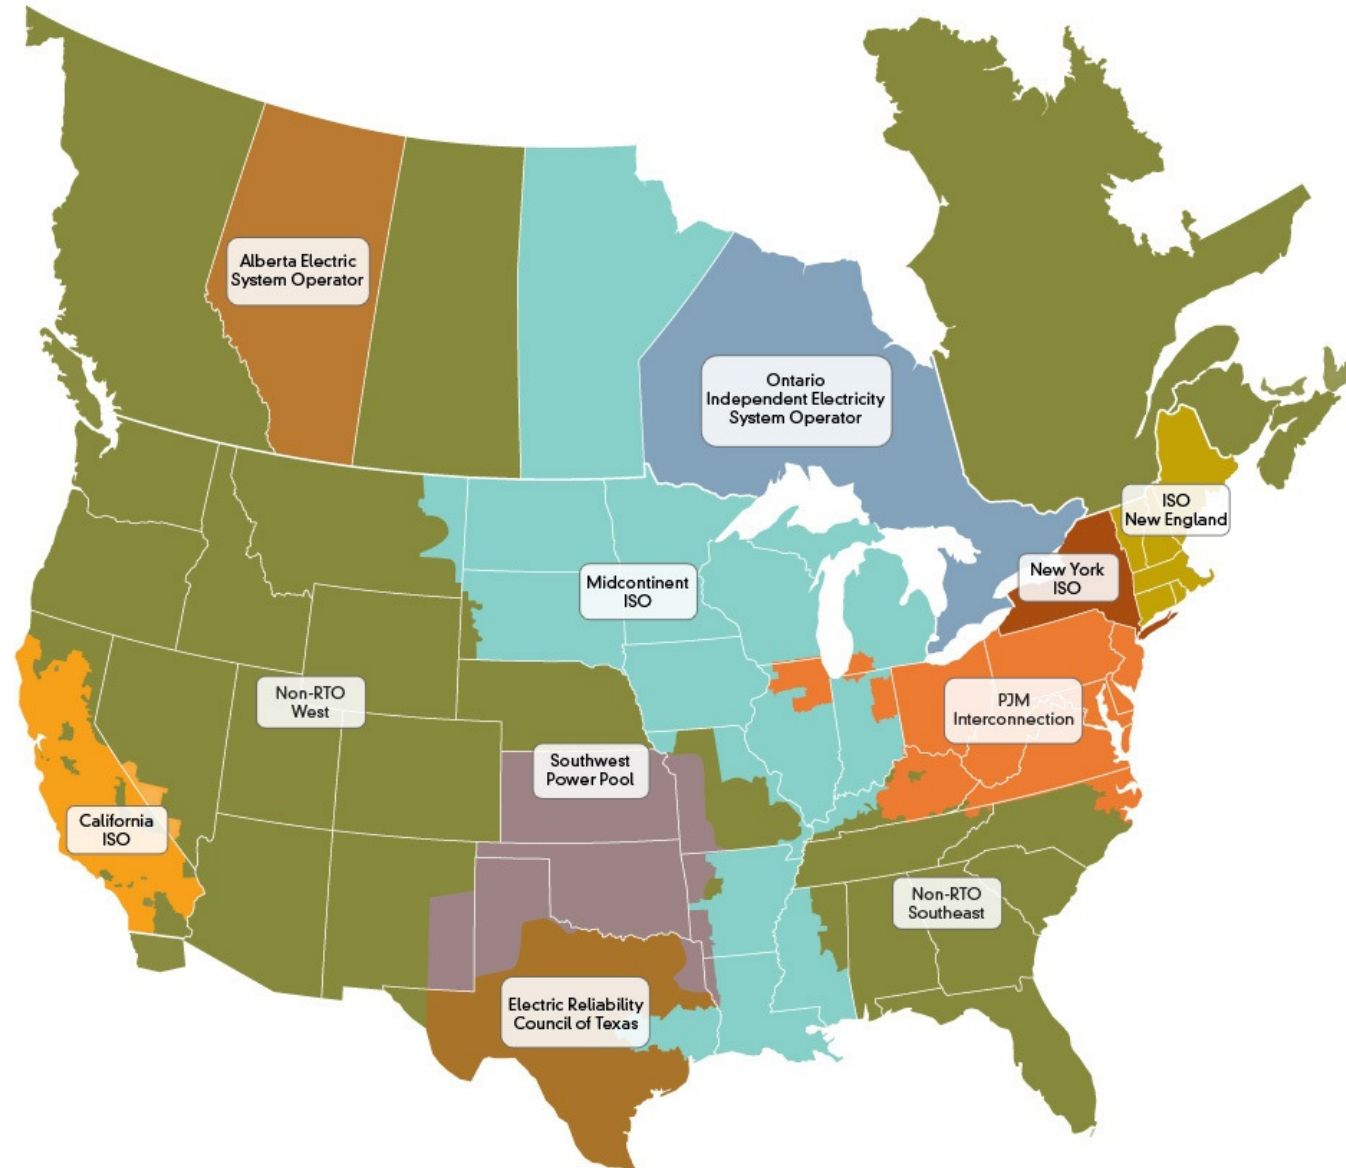 Alberta Electric
System Operator
Ontario
Independent Electricity
System Operator
ISO
New England
New York
ISO
Midcontinent
ISO
Non-RTO
West
PJM
Interconnection
Southwest
Power Pool
California
ISO
Non-RTO
Southeast
Electric Reliability
Council of Texas